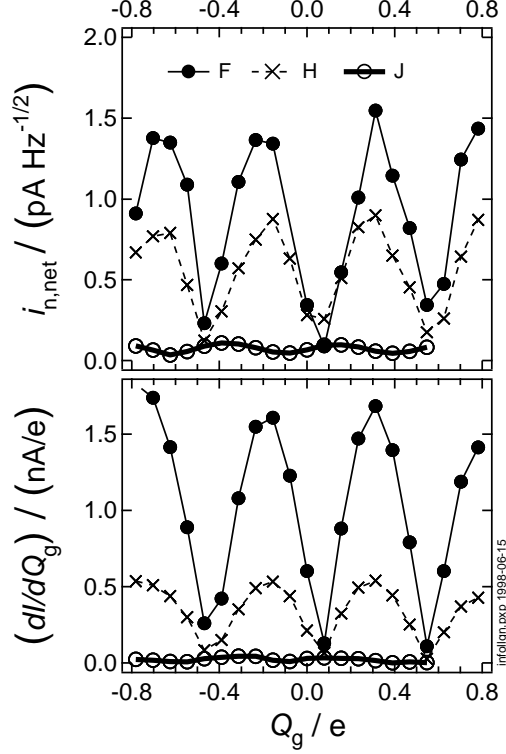 -0.8 -0.4 0.0 0.4 0.8
2.0
F H J
1.5
1.0
0.5
0.0
i_n,net / (pA Hz^-1/2)
1.5
1.0
0.5
0.0
(dI/dQ_g) / (nA/e)
-0.8 -0.4 0.0 0.4 0.8
Q_g / e
infollqn.pxp 1998-06-15